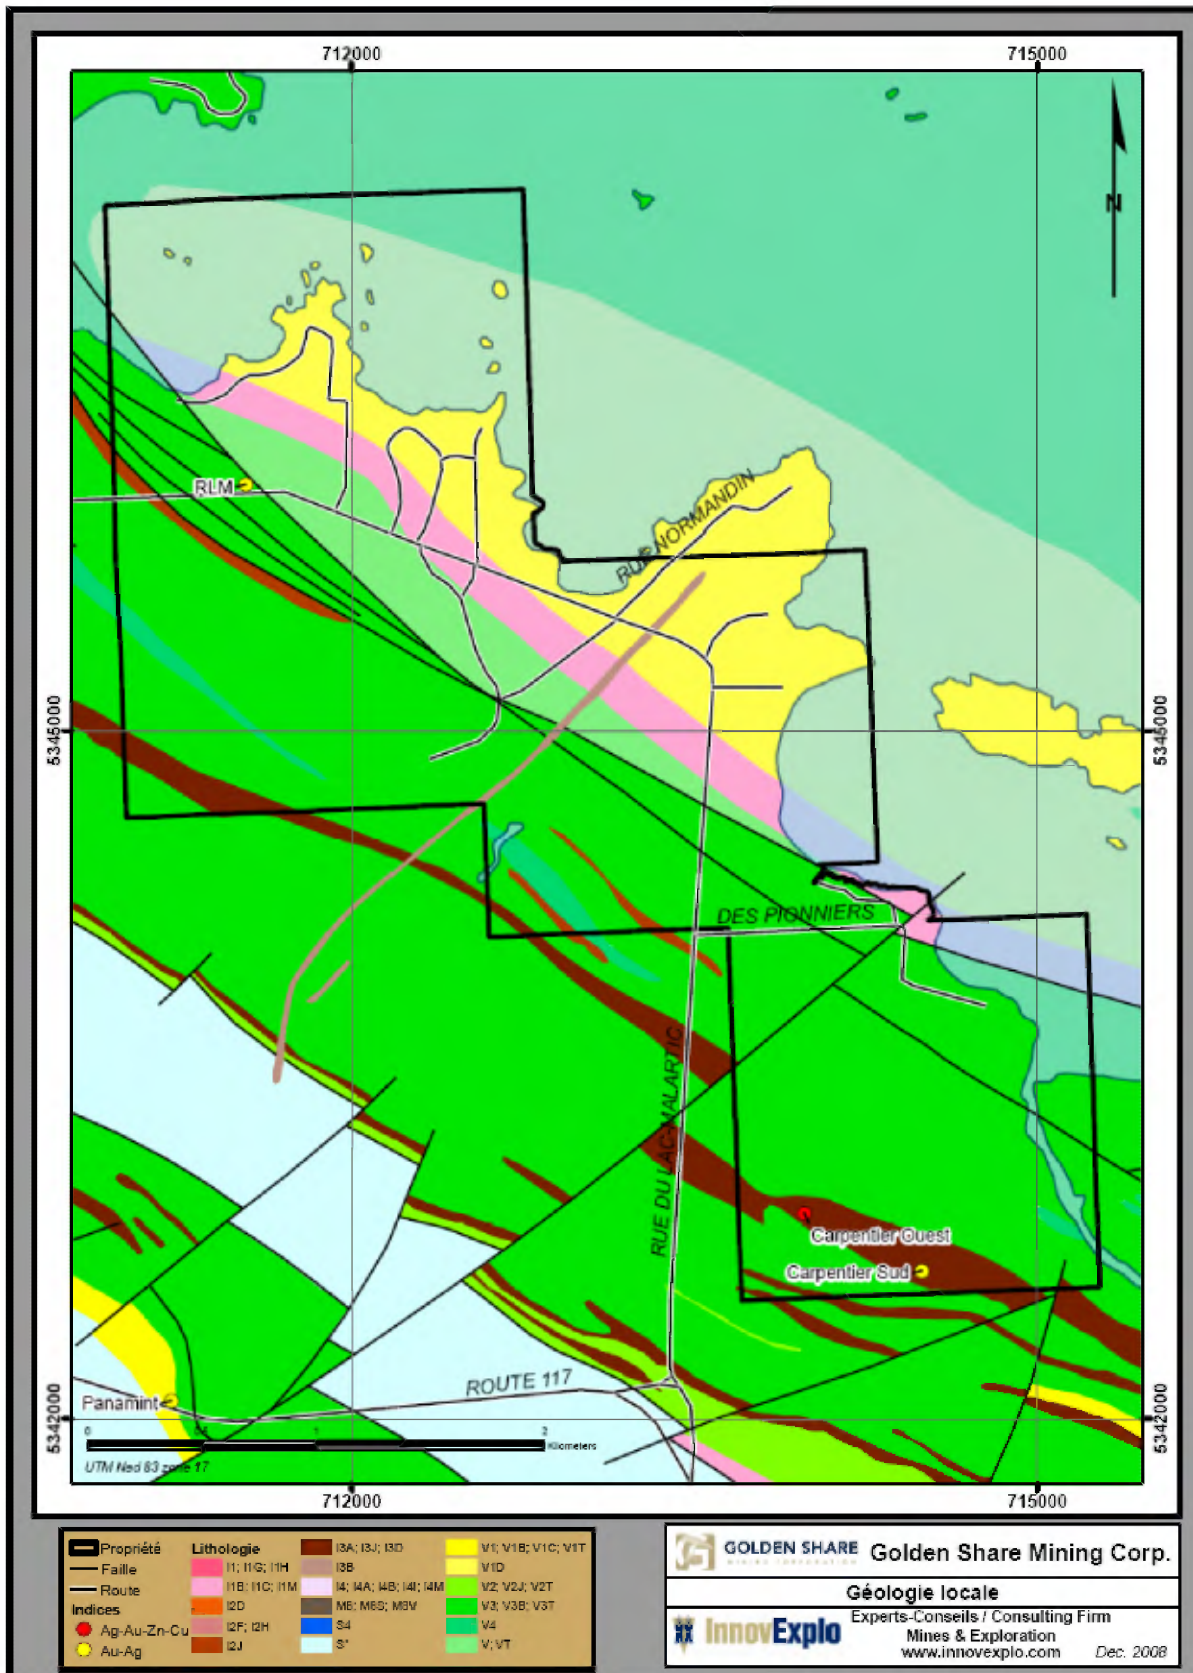 712000
715000
N
RLM
RUE NORMANDIN
5345000
5345000
DES PIONNIERS
RUE DU LAC-MALARTIC
Carpentier Ouest
Carpentier Sud
Panamint
ROUTE 117
5342000
5342000
0
1
2
Kilometers
UTM Nad 83 zone 17
712000
715000
Propriété
Faille
Route
Indices
Ag-Au-Zn-Cu
Au-Ag
Lithologie
I1; I1G; I1H
I1B; I1C; I1M
I2D
I2F; I2H
I2J
I3A; I3J; I3D
I3B
I4; I4A; I4B; I4I; I4M
M8; M8S; M8V
S4
S*
V1; V1B; V1C; V1T
V1D
V2; V2J; V2T
V3; V3B; V3T
V4
V; VT
GOLDEN SHARE
MINING CORPORATION
Golden Share Mining Corp.
Géologie locale
InnovExplo
Experts-Conseils / Consulting Firm
Mines & Exploration
www.innovexplo.com
Dec. 2008